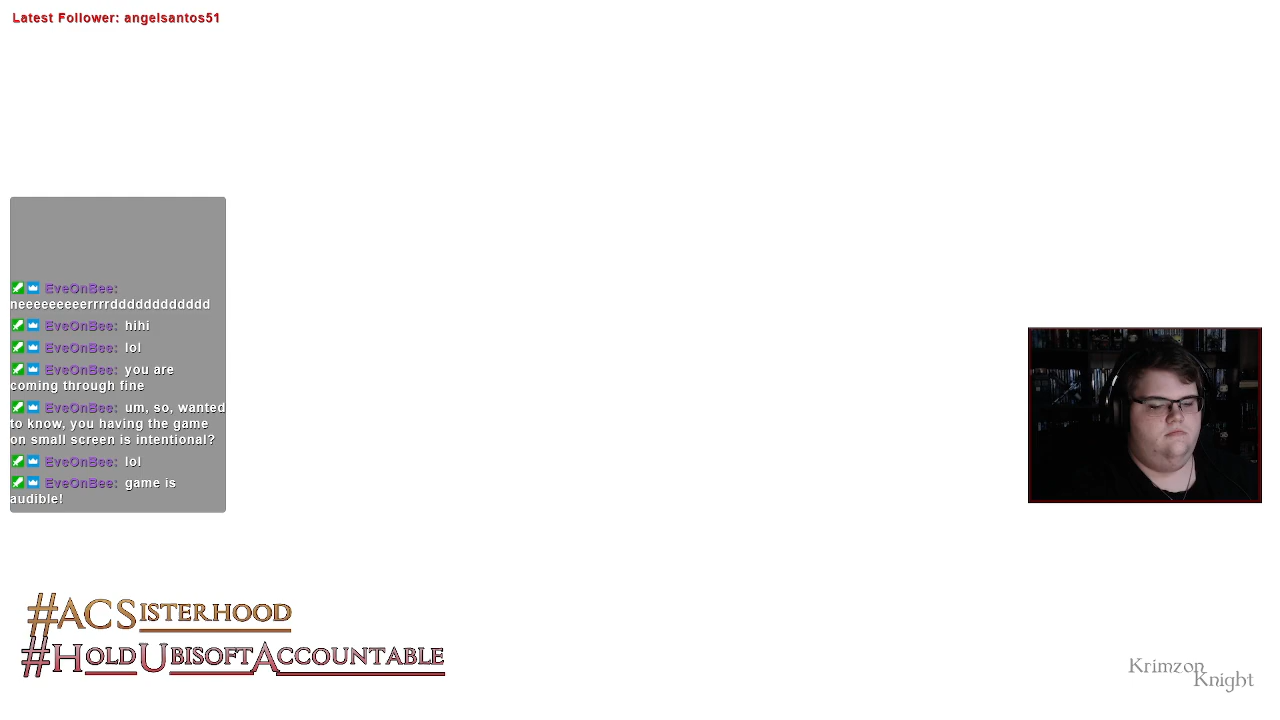 Latest Follower: angelsantos51
EveOnBee:
neeeeeeeeerrrrdddddddddddd
EveOnBee: hihi
EveOnBee: lol
EveOnBee: you are
coming through fine
EveOnBee: um, so, wanted
to know, you having the game
on small screen is intentional?
EveOnBee: lol
EveOnBee: game is
audible!
#ACSisterhood
#HoldUbisoftAccountable
Krimzon
Knight